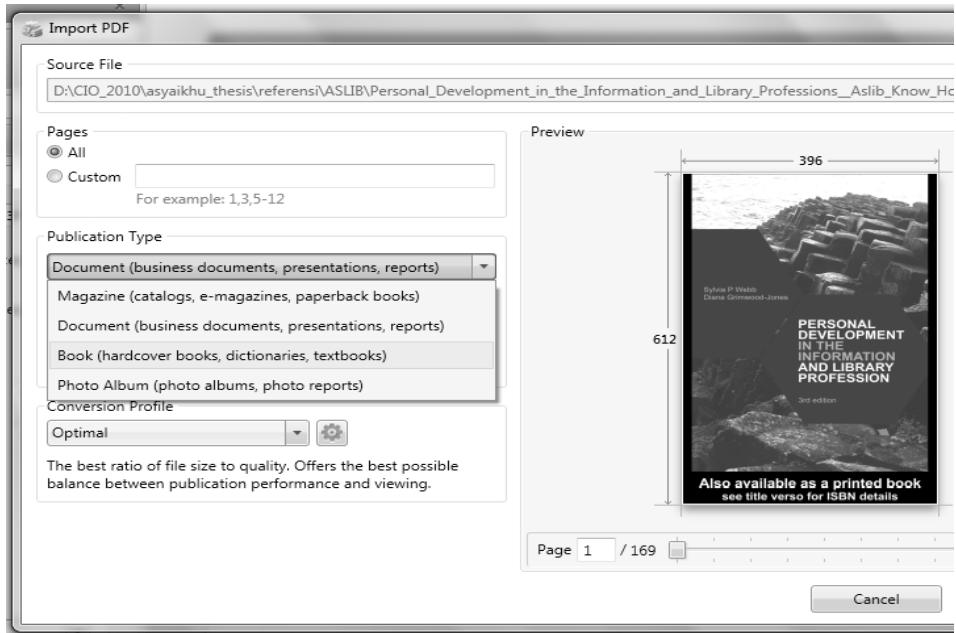 Import PDF
Source File
D:\CIO_2010\asyaikhu_thesis\referensi\ASLIB\Personal_Development_in_the_Information_and_Library_Professions__Aslib_Know_Ho
Pages
All
Custom
For example: 1,3,5-12
Publication Type
Document (business documents, presentations, reports)
Magazine (catalogs, e-magazines, paperback books)
Document (business documents, presentations, reports)
Book (hardcover books, dictionaries, textbooks)
Photo Album (photo albums, photo reports)
Conversion Profile
Optimal
The best ratio of file size to quality. Offers the best possible
balance between publication performance and viewing.
Preview
396
612
Sylvia P Webb
Diana Grimwood-Jones
PERSONAL
DEVELOPMENT
IN THE
INFORMATION
AND LIBRARY
PROFESSION
3rd edition
Also available as a printed book
see title verso for ISBN details
Page 1 / 169
Cancel